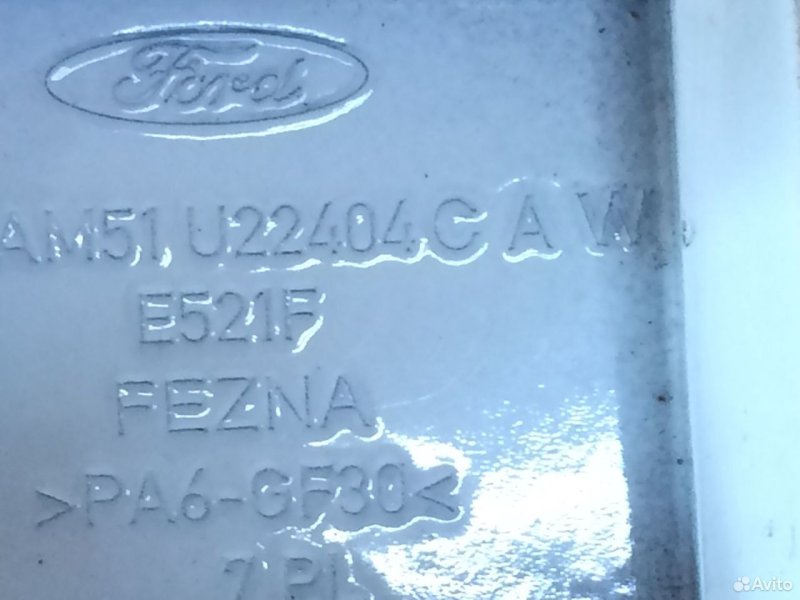 Ford
AM51 U22404 C A W
E521F
FEZNA
>PA6-GF30<
Avito